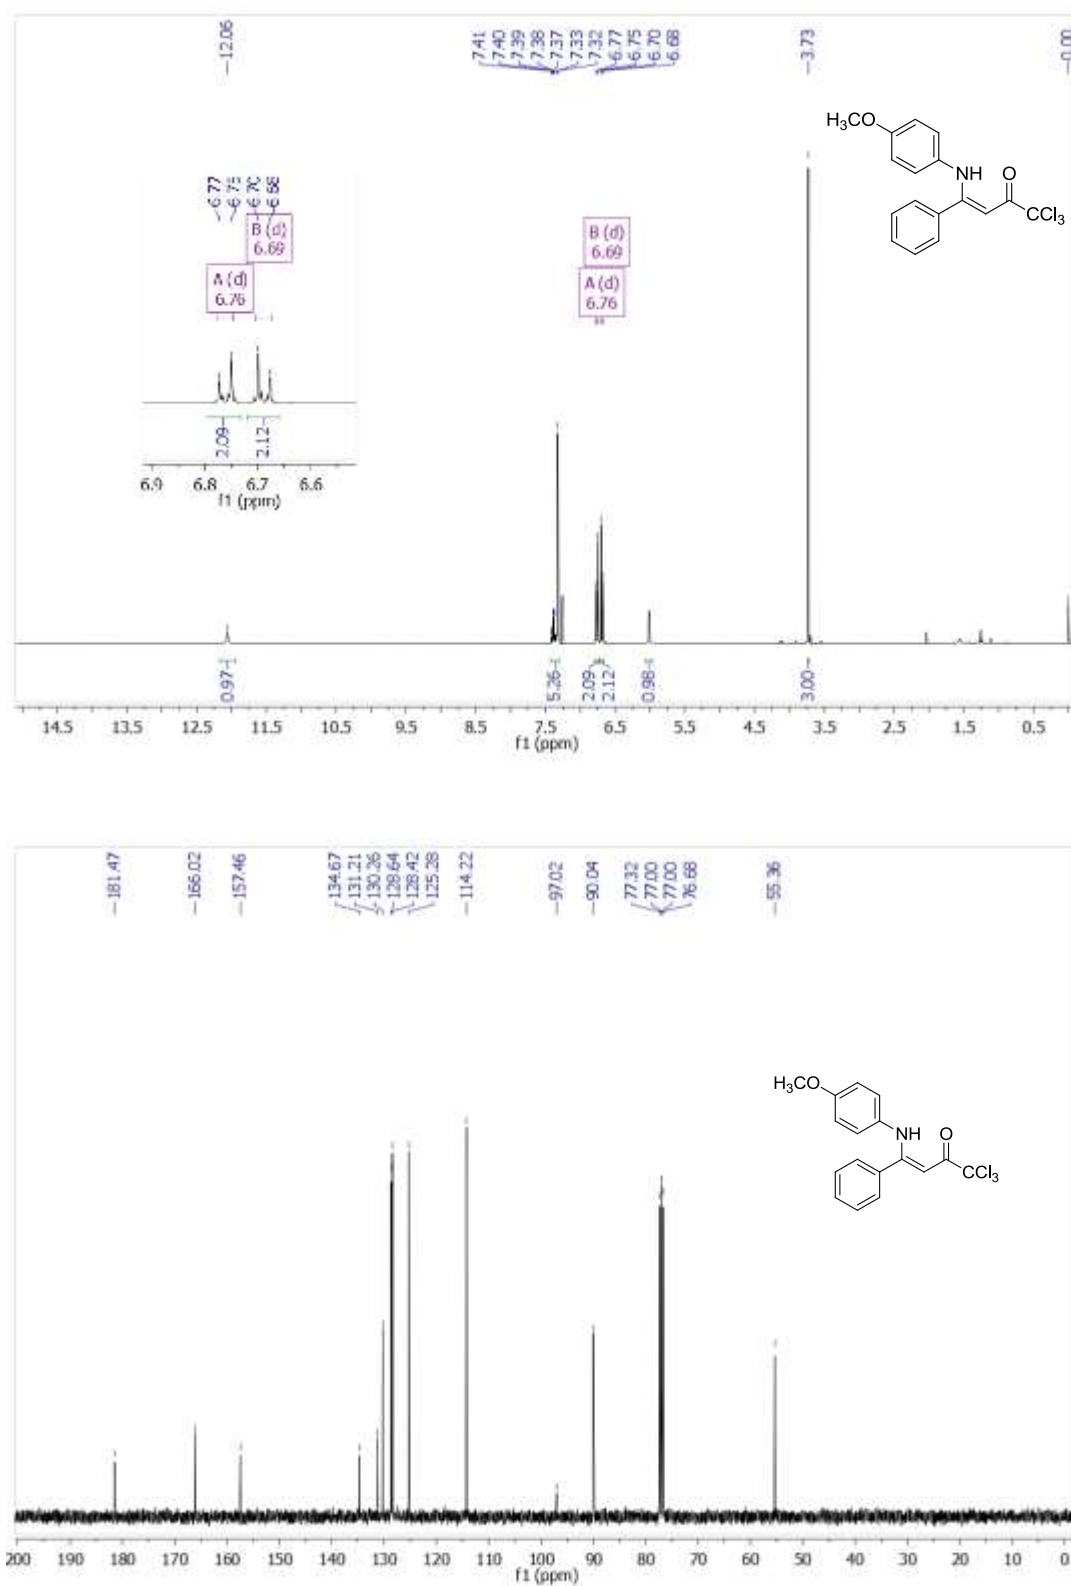 -12.06
7.41
7.40
7.39
7.38
7.37
7.33
7.32
6.77
6.75
6.70
6.68
-3.73
-0.00
H₃CO
NH
O
CCl₃
6.77
6.75
6.70
6.68
B (d)
6.69
A (d)
6.76
2.09
2.12
6.9 6.8 6.7 6.6
f1 (ppm)
B (d)
6.69
A (d)
6.76
0.97
5.26
2.09
2.12
0.98
3.00
14.5 13.5 12.5 11.5 10.5 9.5 8.5 7.5 6.5 5.5 4.5 3.5 2.5 1.5 0.5
f1 (ppm)
-181.47
-166.02
-157.46
134.67
131.21
130.26
128.64
128.42
125.28
-114.22
-97.02
-90.04
77.32
77.00
77.00
76.68
-55.36
H₃CO
NH
O
CCl₃
200 190 180 170 160 150 140 130 120 110 100 90 80 70 60 50 40 30 20 10 0
f1 (ppm)